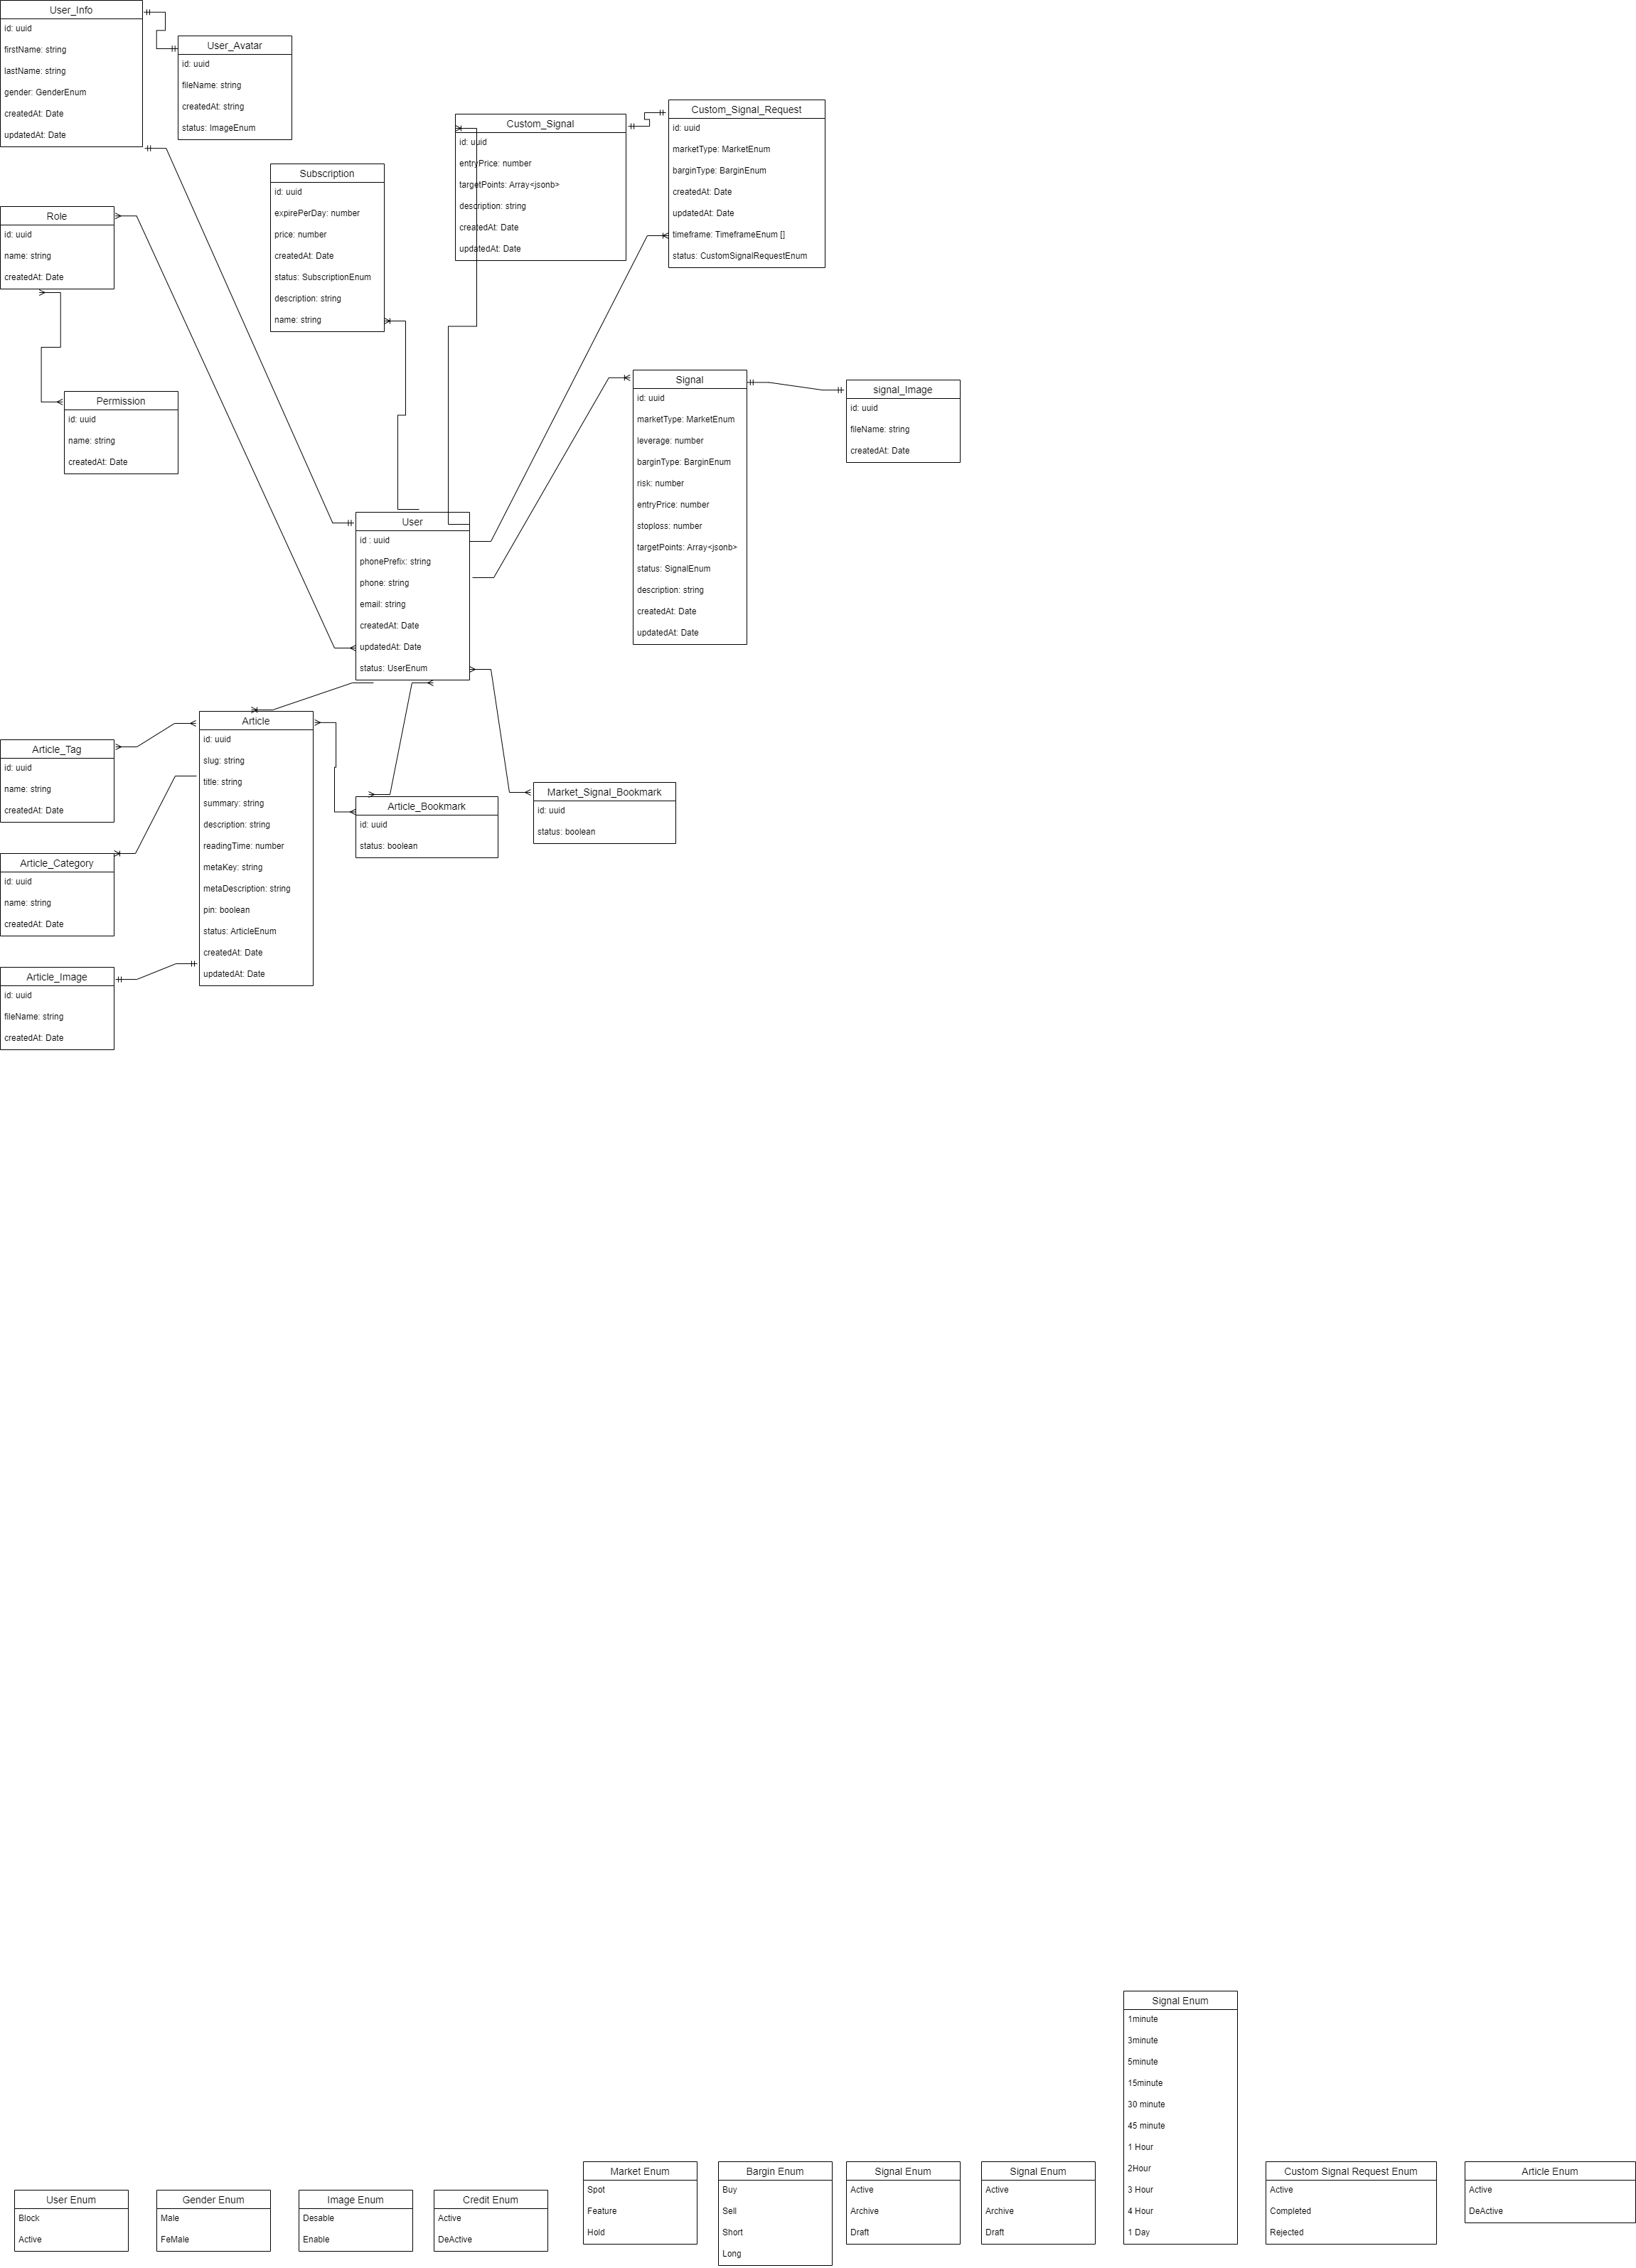 User_Info
id: uuid
firstName: string
lastName: string
gender: GenderEnum
createdAt: Date
updatedAt: Date
User_Avatar
id: uuid
fileName: string
createdAt: string
status: ImageEnum
Custom_Signal_Request
id: uuid
marketType: MarketEnum
barginType: BarginEnum
createdAt: Date
updatedAt: Date
timeframe: TimeframeEnum []
status: CustomSignalRequestEnum
Custom_Signal
id: uuid
entryPrice: number
targetPoints: Array<jsonb>
description: string
createdAt: Date
updatedAt: Date
Subscription
id: uuid
expirePerDay: number
price: number
createdAt: Date
status: SubscriptionEnum
description: string
name: string
Role
id: uuid
name: string
createdAt: Date
Permission
id: uuid
name: string
createdAt: Date
Signal
id: uuid
marketType: MarketEnum
leverage: number
barginType: BarginEnum
risk: number
entryPrice: number
stoploss: number
targetPoints: Array<jsonb>
status: SignalEnum
description: string
createdAt: Date
updatedAt: Date
signal_Image
id: uuid
fileName: string
createdAt: Date
User
id : uuid
phonePrefix: string
phone: string
email: string
createdAt: Date
updatedAt: Date
status: UserEnum
Article
id: uuid
slug: string
title: string
summary: string
description: string
readingTime: number
metaKey: string
metaDescription: string
pin: boolean
status: ArticleEnum
createdAt: Date
updatedAt: Date
Article_Tag
id: uuid
name: string
createdAt: Date
Article_Bookmark
id: uuid
status: boolean
Market_Signal_Bookmark
id: uuid
status: boolean
Article_Category
id: uuid
name: string
createdAt: Date
Article_Image
id: uuid
fileName: string
createdAt: Date
User Enum
Block
Active
Gender Enum
Male
FeMale
Image Enum
Desable
Enable
Credit Enum
Active
DeActive
Market Enum
Spot
Feature
Hold
Bargin Enum
Buy
Sell
Short
Long
Signal Enum
Active
Archive
Draft
Signal Enum
Active
Archive
Draft
Signal Enum
1minute
3minute
5minute
15minute
30 minute
45 minute
1 Hour
2Hour
3 Hour
4 Hour
1 Day
Custom Signal Request Enum
Active
Completed
Rejected
Article Enum
Active
DeActive